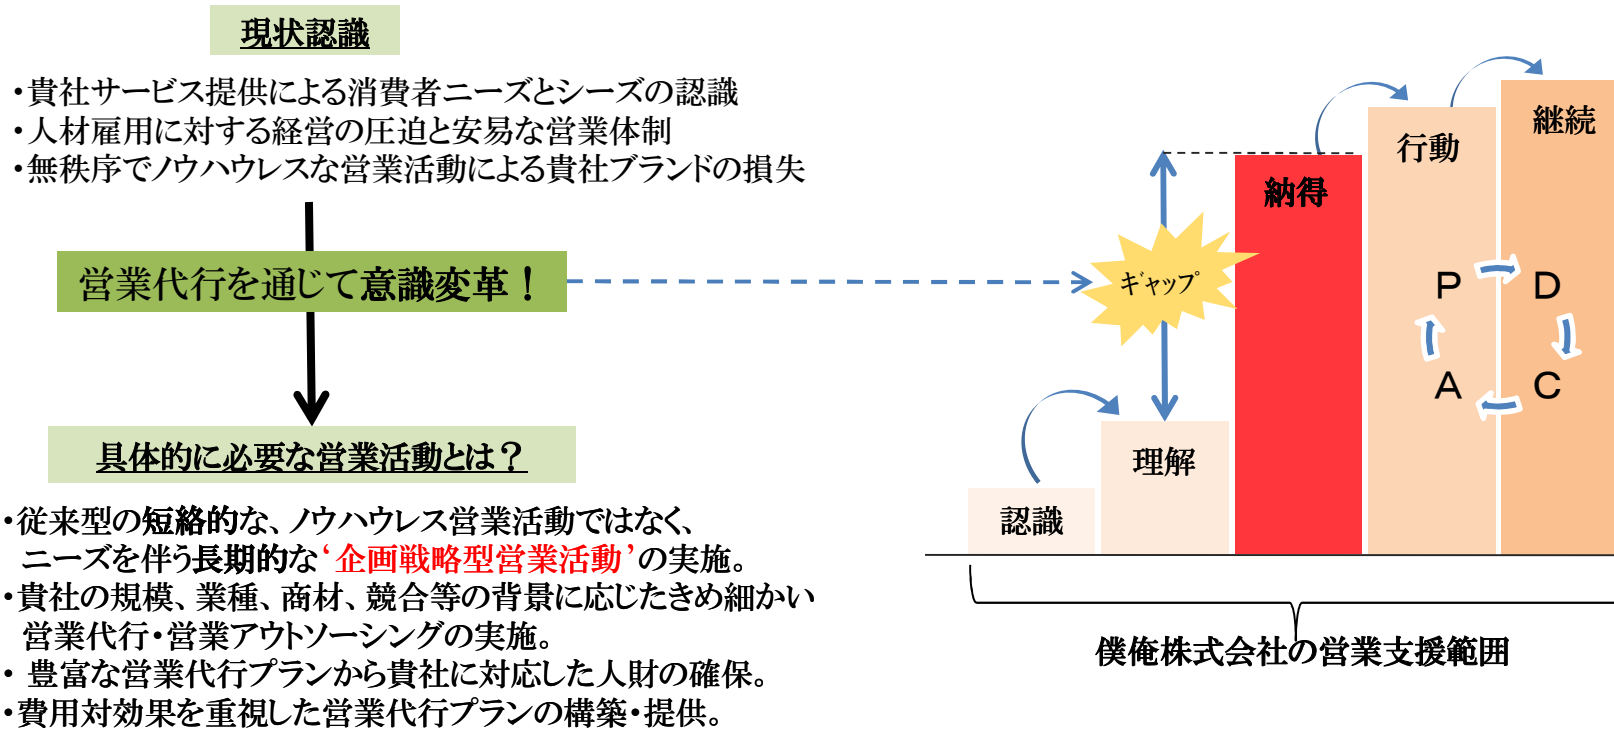 現状認識
・貴社サービス提供による消費者ニーズとシーズの認識
・人材雇用に対する経営の圧迫と安易な営業体制
・無秩序でノウハウレスな営業活動による貴社ブランドの損失
営業代行を通じて意識変革！
具体的に必要な営業活動とは？
・従来型の短絡的な、ノウハウレス営業活動ではなく、
ニーズを伴う長期的な‘企画戦略型営業活動’の実施。
・貴社の規模、業種、商材、競合等の背景に応じたきめ細かい
営業代行・営業アウトソーシングの実施。
・ 豊富な営業代行プランから貴社に対応した人財の確保。
・費用対効果を重視した営業代行プランの構築・提供。
認識
理解
ギャップ
納得
行動
継続
P
D
A
C
僕俺株式会社の営業支援範囲